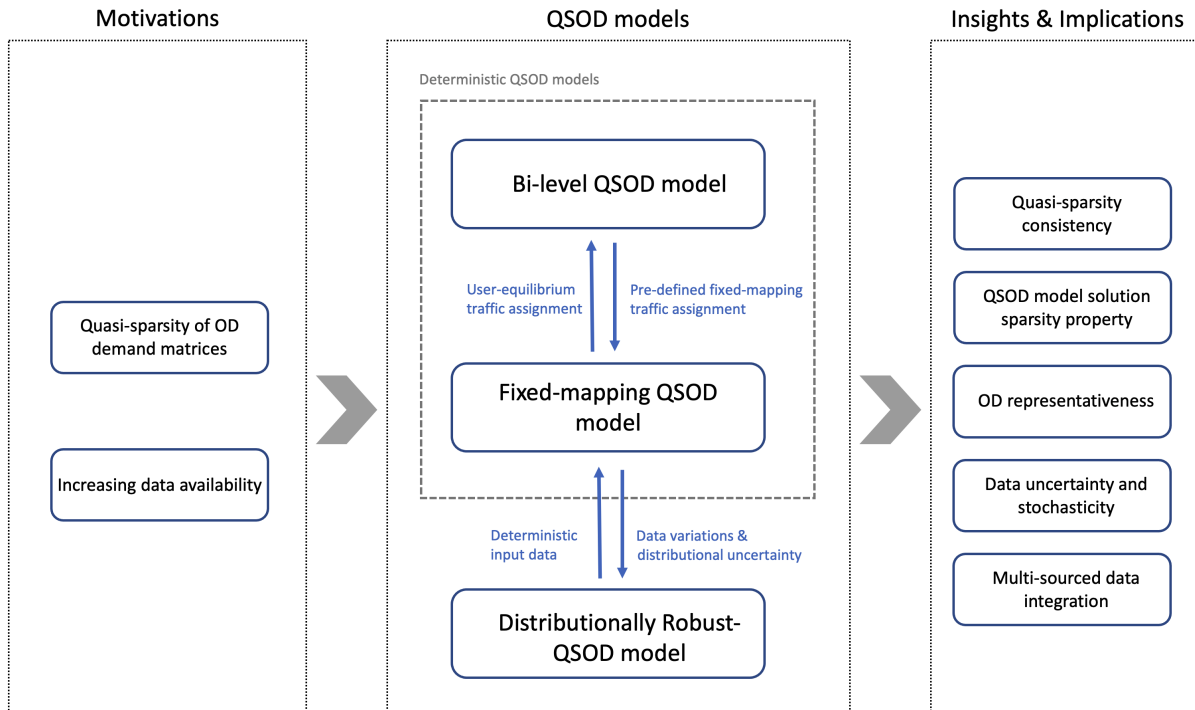 Motivations
QSOD models
Insights & Implications
Quasi-sparsity of OD
demand matrices
Increasing data availability
Deterministic QSOD models
Bi-level QSOD model
User-equilibrium
traffic assignment
Pre-defined fixed-mapping
traffic assignment
Fixed-mapping QSOD
model
Deterministic
input data
Data variations &
distributional uncertainty
Distributionally Robust-
QSOD model
Quasi-sparsity
consistency
QSOD model solution
sparsity property
OD representativeness
Data uncertainty and
stochasticity
Multi-sourced data
integration